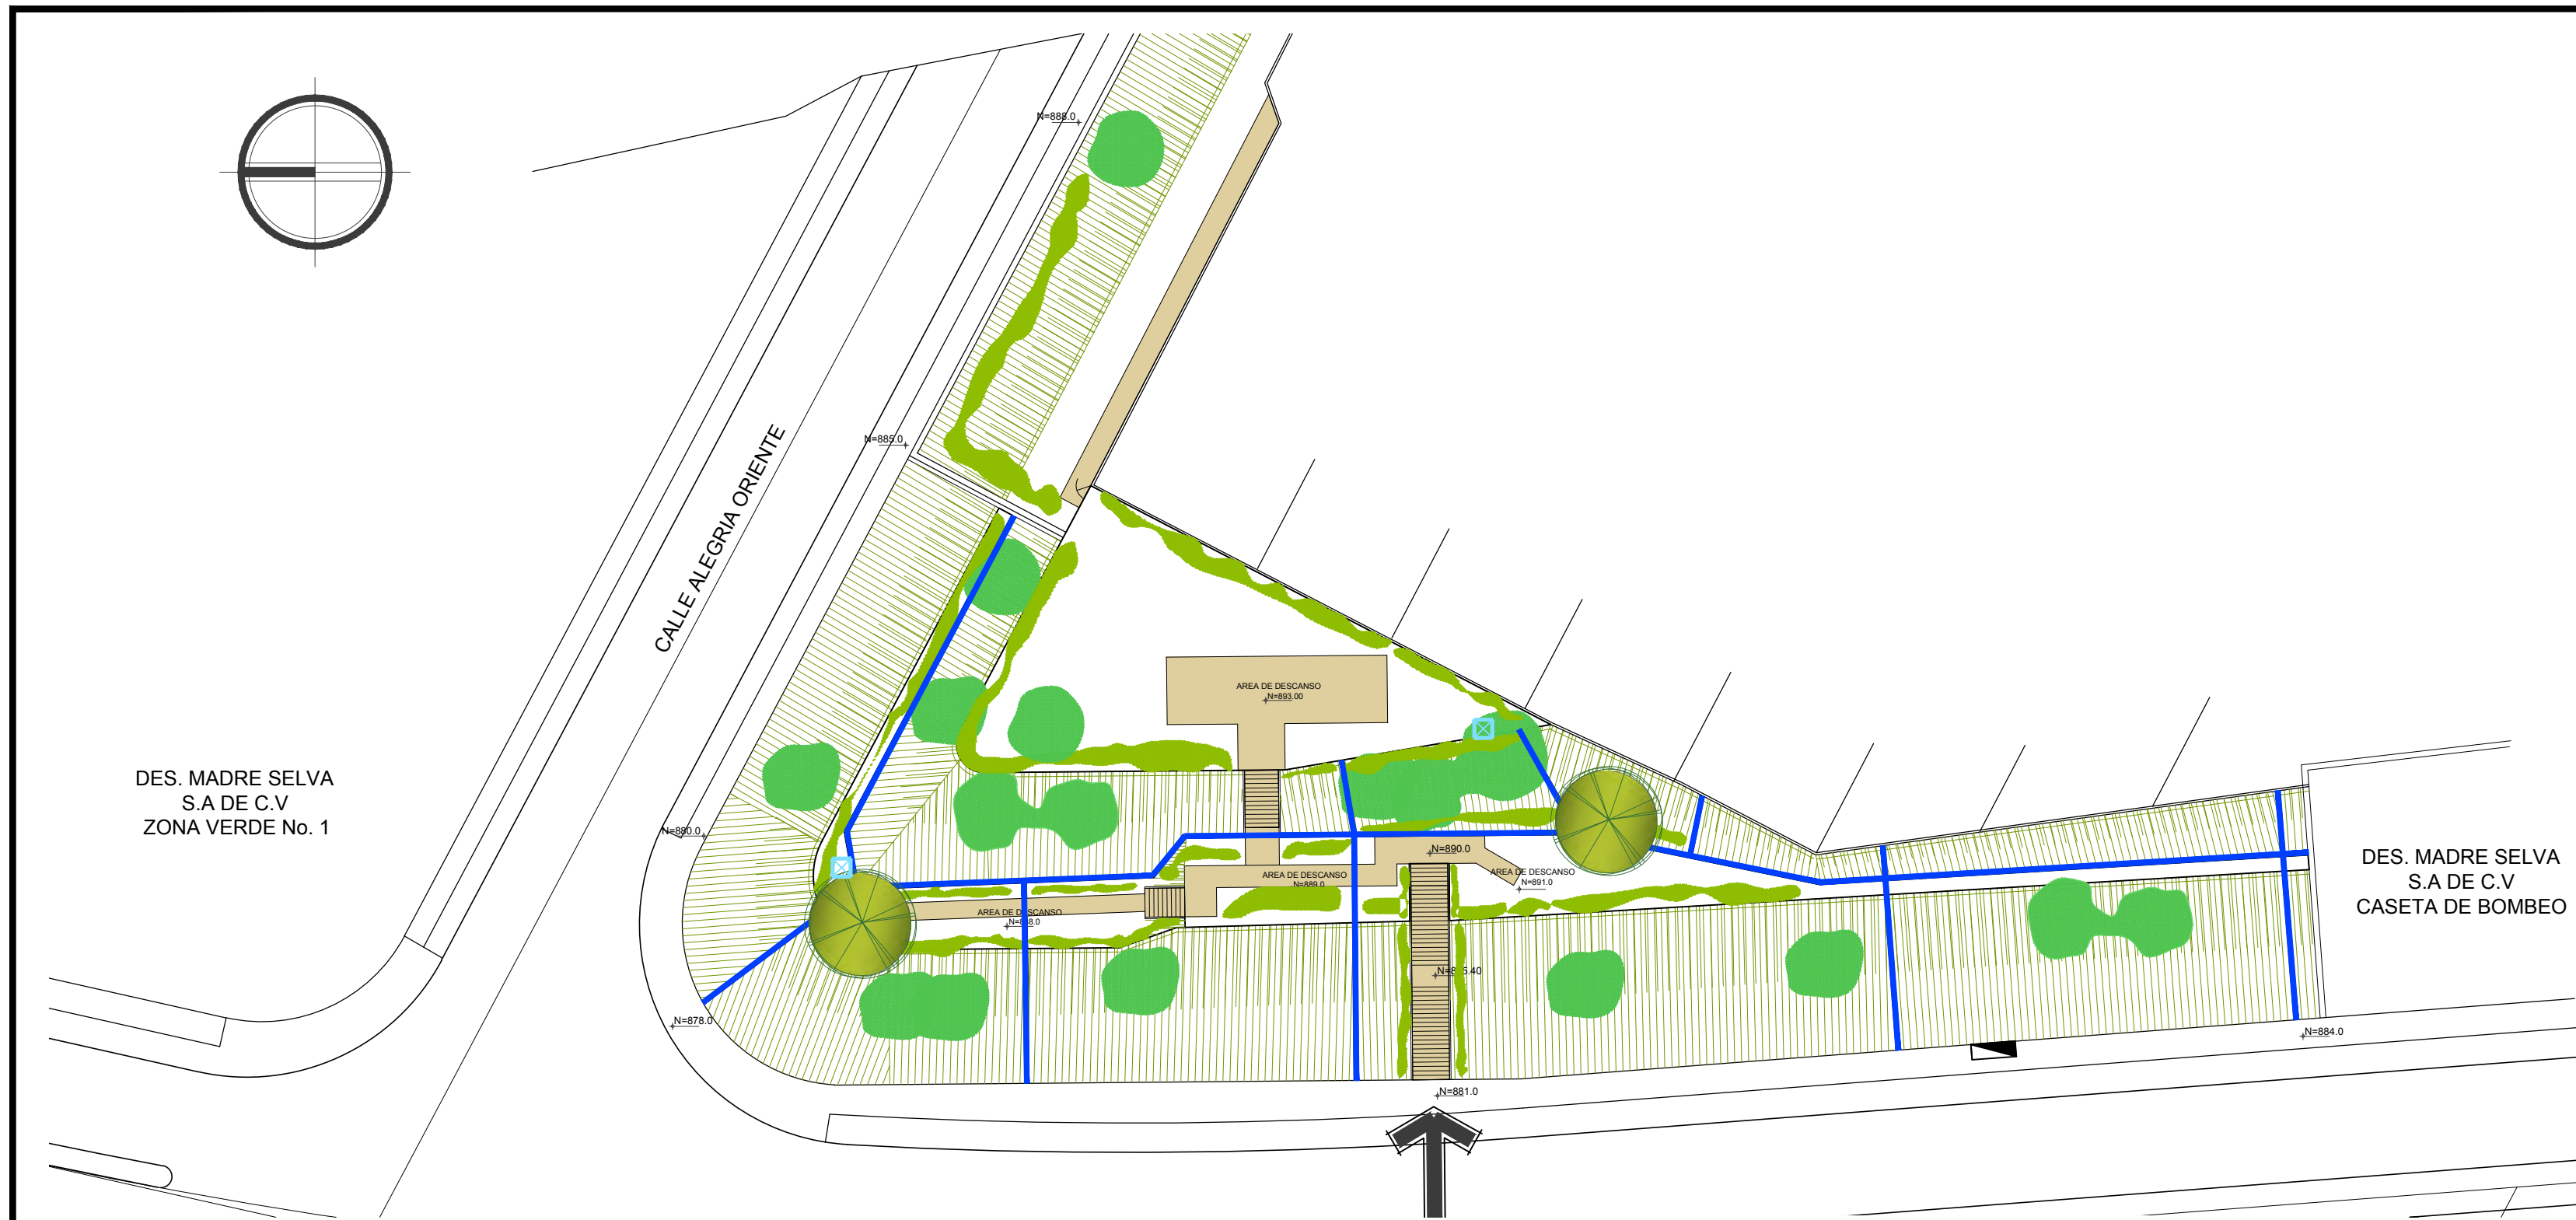 N=888.0
N=885.0
CALLE ALEGRIA ORIENTE
AREA DE DESCANSO
N=893.00
DES. MADRE SELVA
S.A DE C.V
ZONA VERDE No. 1
N=880.0
N=890.0
AREA DE DESCANSO
N=889.0
AREA DE DESCANSO
N=891.0
DES. MADRE SELVA
S.A DE C.V
CASETA DE BOMBEO
AREA DE DESCANSO
N=878.0
N=884.0
N=881.0